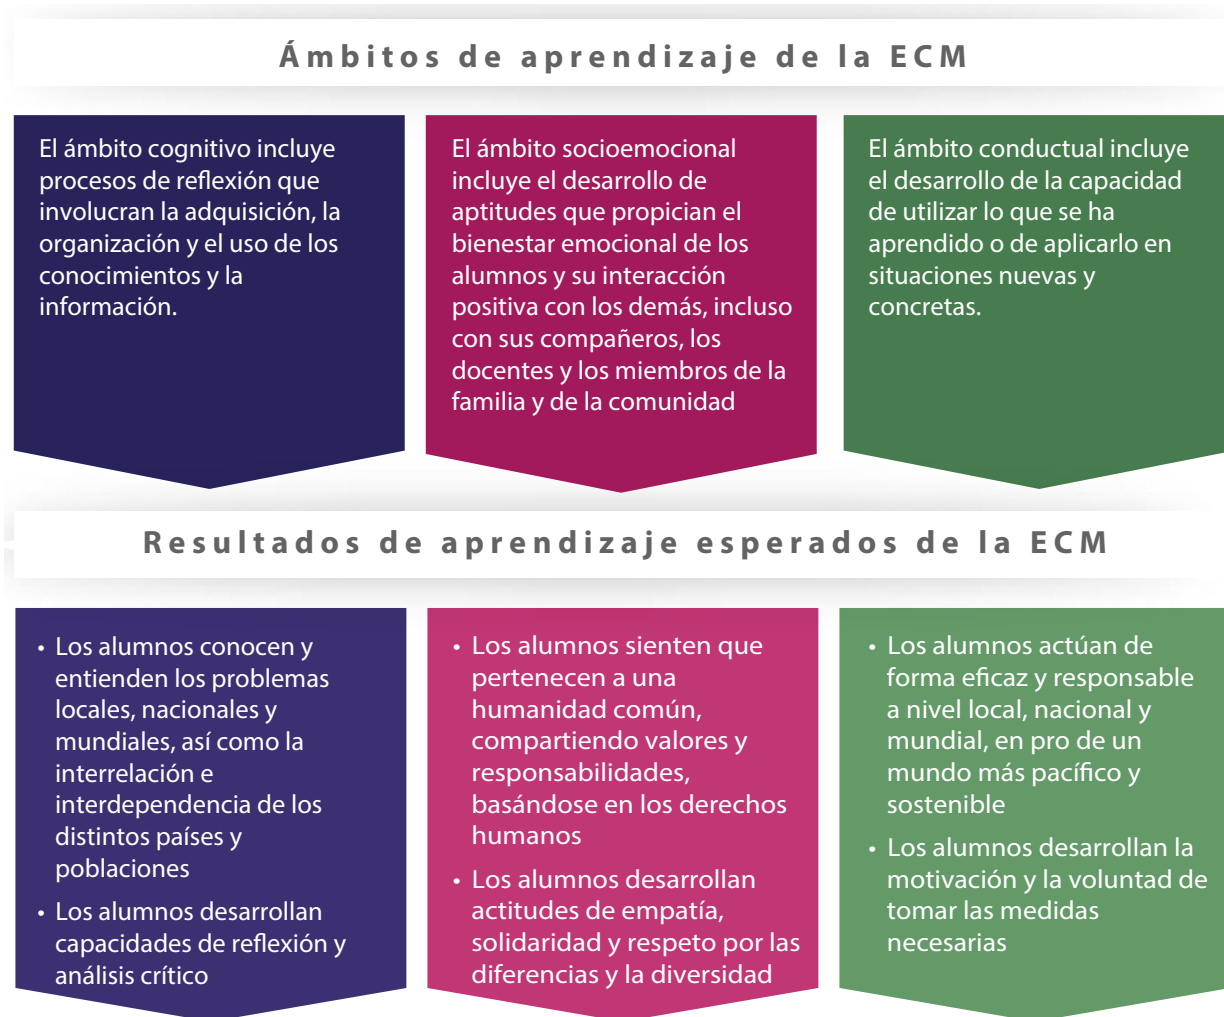 Ámbitos de aprendizaje de la ECM
El ámbito cognitivo incluye
procesos de reflexión que
involucran la adquisición, la
organización y el uso de los
conocimientos y la
información.
El ámbito socioemocional
incluye el desarrollo de
aptitudes que propician el
bienestar emocional de los
alumnos y su interacción
positiva con los demás, incluso
con sus compañeros, los
docentes y los miembros de la
familia y de la comunidad
El ámbito conductual incluye
el desarrollo de la capacidad
de utilizar lo que se ha
aprendido o de aplicarlo en
situaciones nuevas y
concretas.
Resultados de aprendizaje esperados de la ECM
• Los alumnos conocen y
entienden los problemas
locales, nacionales y
mundiales, así como la
interrelación e
interdependencia de los
distintos países y
poblaciones
• Los alumnos desarrollan
capacidades de reflexión y
análisis crítico
• Los alumnos sienten que
pertenecen a una
humanidad común,
compartiendo valores y
responsabilidades,
basándose en los derechos
humanos
• Los alumnos desarrollan
actitudes de empatía,
solidaridad y respeto por las
diferencias y la diversidad
• Los alumnos actúan de
forma eficaz y responsable
a nivel local, nacional y
mundial, en pro de un
mundo más pacífico y
sostenible
• Los alumnos desarrollan la
motivación y la voluntad de
tomar las medidas
necesarias